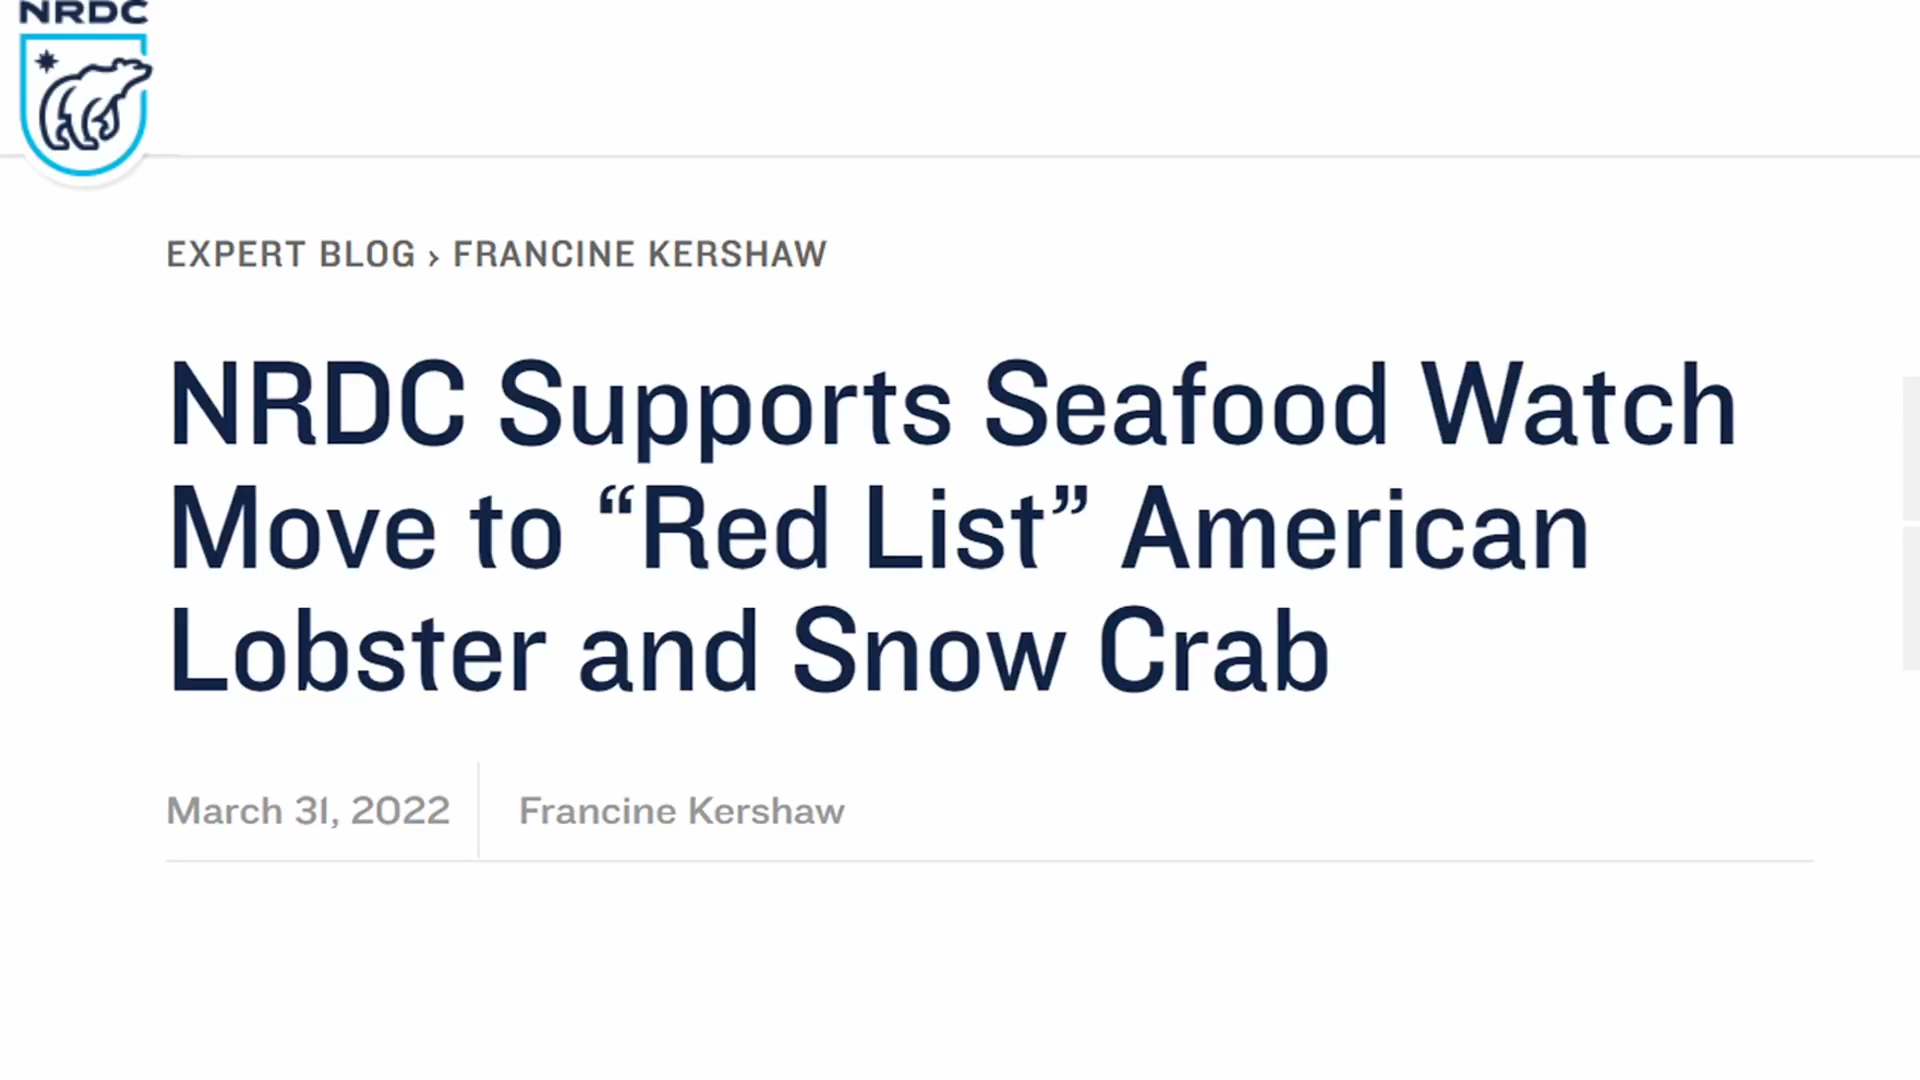 NRDC
EXPERT BLOG › FRANCINE KERSHAW
NRDC Supports Seafood Watch
Move to “Red List” American
Lobster and Snow Crab
March 31, 2022
Francine Kershaw